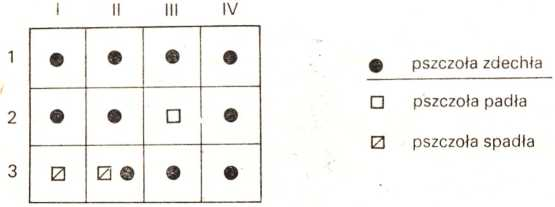 I II III IV
1
2
3
pszczoła zdechła
pszczoła padła
pszczoła spadła